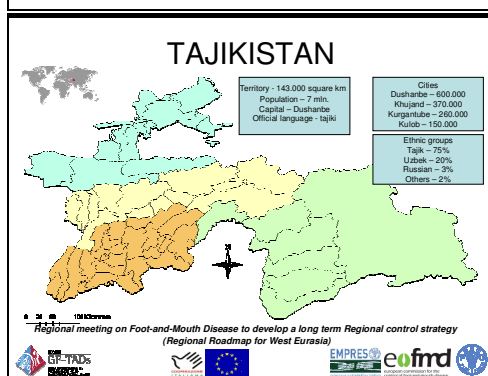 TAJIKISTAN
Territory - 143.000 square km
Population – 7 mln.
Capital – Dushanbe
Official language - tajiki
Cities
Dushanbe – 600.000
Khujand – 370.000
Kurgantube – 260.000
Kulob – 150.000
Ethnic groups
Tajik – 75%
Uzbek – 20%
Russian – 3%
Others – 2%
Regional meeting on Foot-and-Mouth Disease to develop a long term Regional control strategy
(Regional Roadmap for West Eurasia)
GF-TADs
EMPRES
eofmd